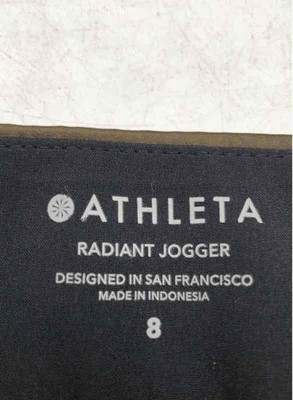 ATHLETA
RADIANT JOGGER
DESIGNED IN SAN FRANCISCO
MADE IN INDONESIA
8